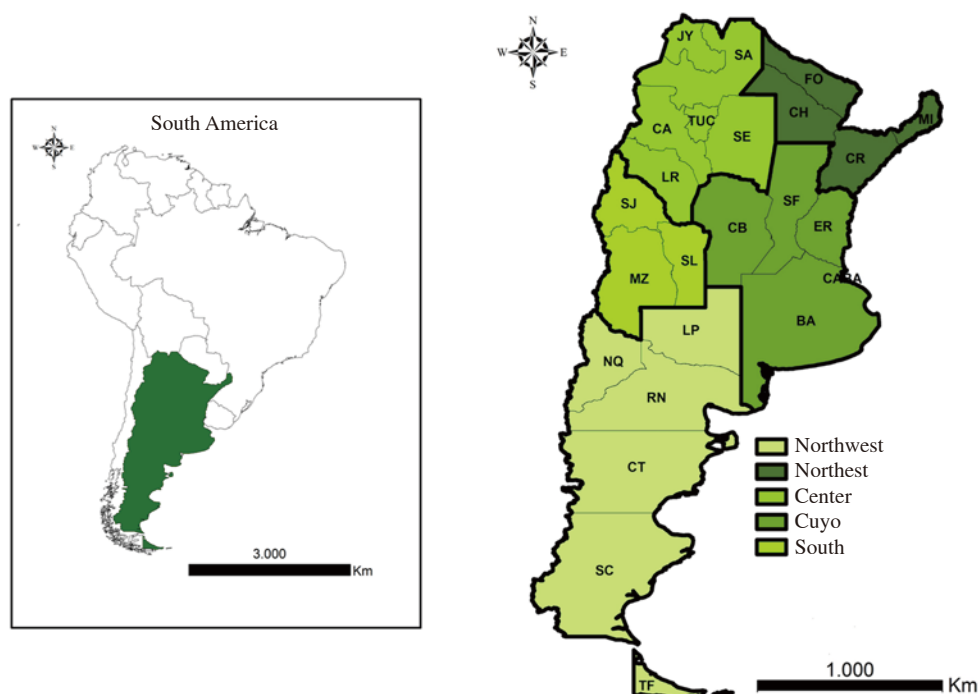 N
W E
S
South America
N
W E
S
3.000
Km
JY
SA
FO
CH
MI
CA
TUC
SE
CR
LR
SJ
SF
CB
ER
SL
MZ
CABA
BA
LP
NQ
RN
CT
SC
TF
Northwest
Northest
Center
Cuyo
South
1.000
Km